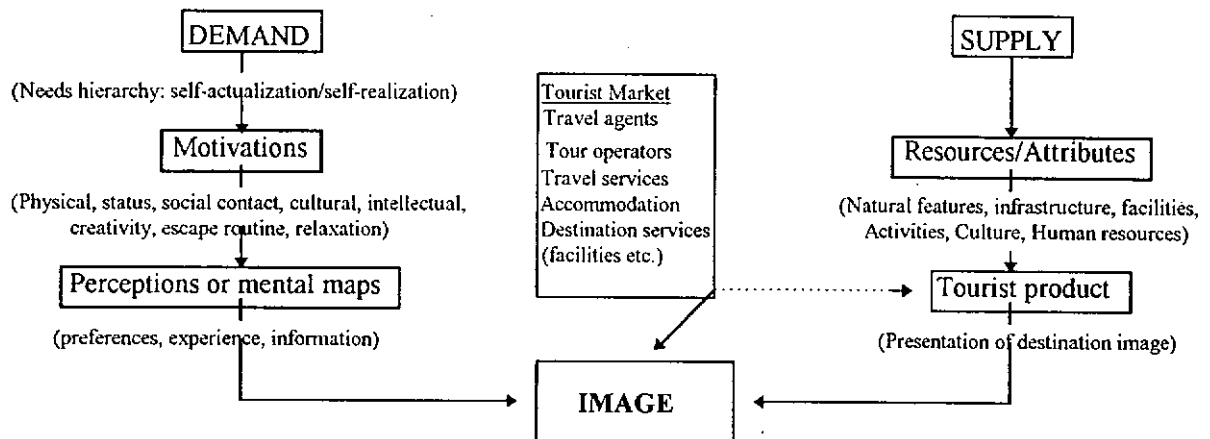 DEMAND
(Needs hierarchy: self-actualization/self-realization)
Motivations
(Physical, status, social contact, cultural, intellectual,
creativity, escape routine, relaxation)
Perceptions or mental maps
(preferences, experience, information)
Tourist Market
Travel agents
Tour operators
Travel services
Accommodation
Destination services
(facilities etc.)
SUPPLY
Resources/Attributes
(Natural features, infrastructure, facilities,
Activities, Culture, Human resources)
Tourist product
(Presentation of destination image)
IMAGE